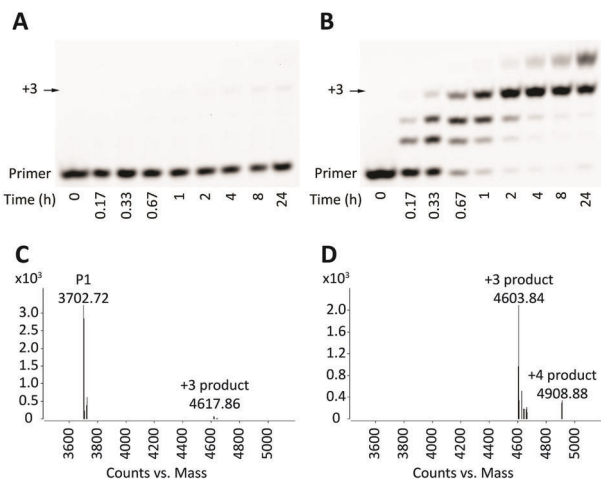 A
B
+3
+3
Primer
Primer
Time (h) 0 0.17 0.33 0.67 1 2 4 8 24
Time (h) 0 0.17 0.33 0.67 1 2 4 8 24
C
D
x10³
P1
3702.72
+3 product
4617.86
3.0
2.5
2.0
1.5
1.0
0.5
0
3600 3800 4000 4200 4400 4600 4800 5000
Counts vs. Mass
x10³
+3 product
4603.84
+4 product
4908.88
2.0
1.6
1.2
0.8
0.4
0
3600 3800 4000 4200 4400 4600 4800 5000
Counts vs. Mass